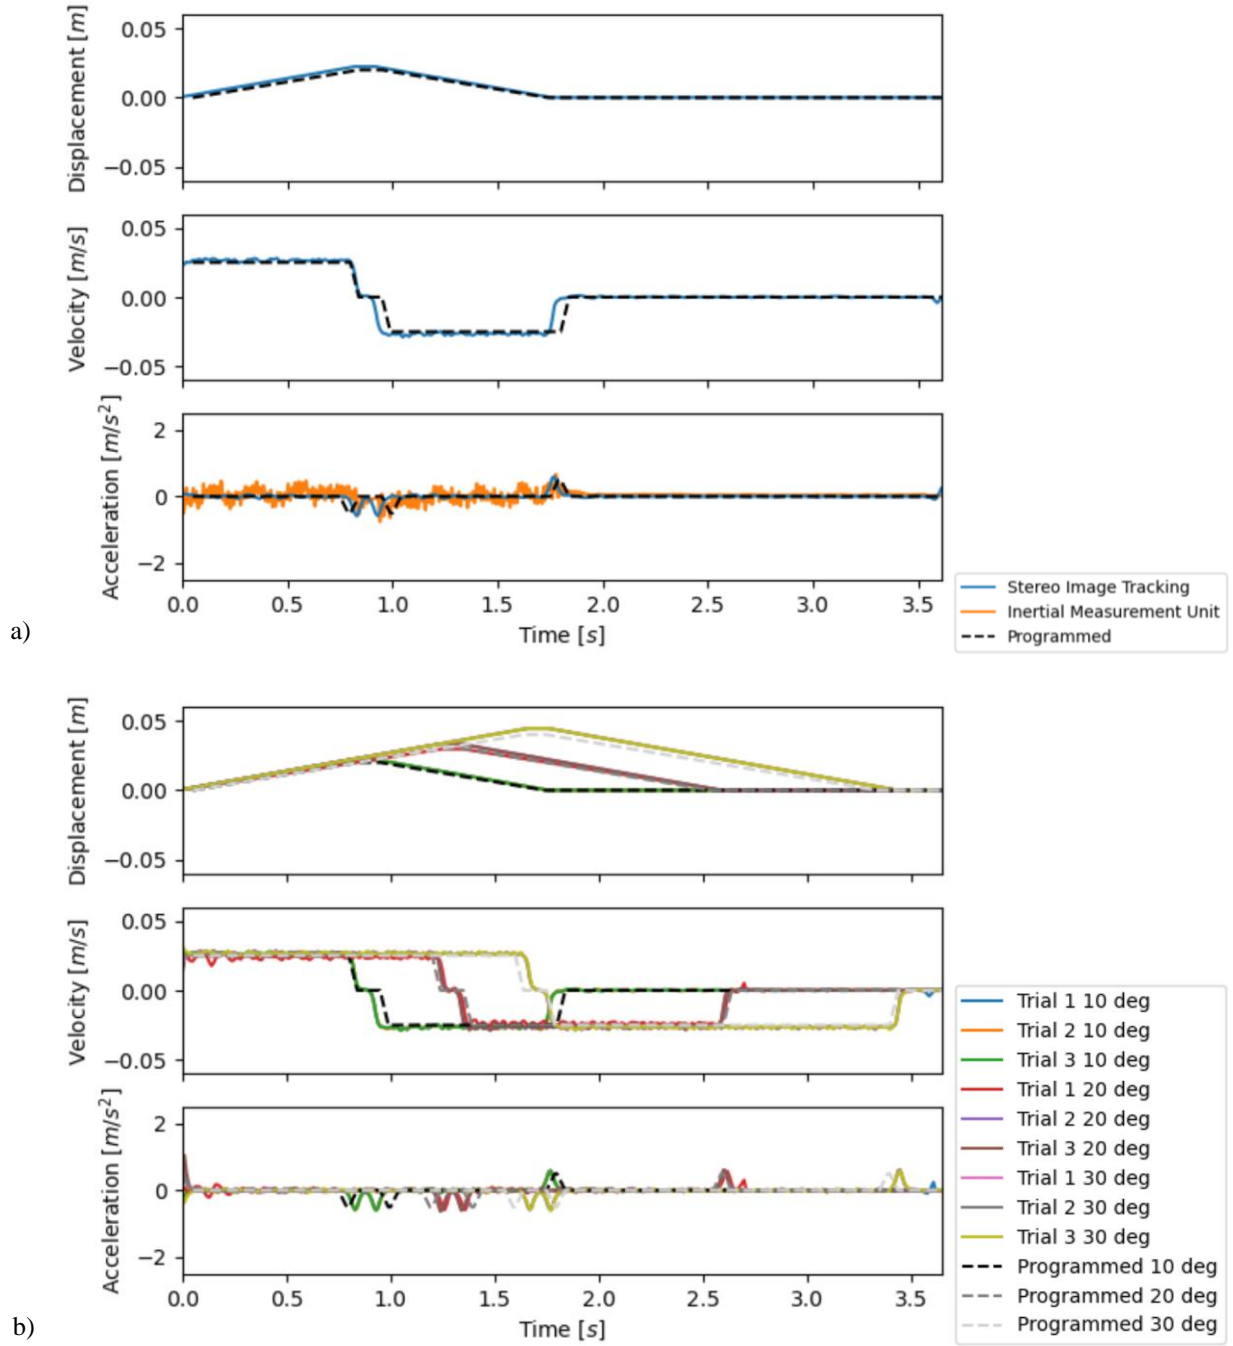 0.05
0.00
−0.05
Displacement [m]
0.05
0.00
−0.05
Velocity [m/s]
2
0
−2
Acceleration [m/s²]
0.0 0.5 1.0 1.5 2.0 2.5 3.0 3.5
Time [s]
Stereo Image Tracking
Inertial Measurement Unit
Programmed
a)
0.05
0.00
−0.05
Displacement [m]
0.05
0.00
−0.05
Velocity [m/s]
2
0
−2
Acceleration [m/s²]
0.0 0.5 1.0 1.5 2.0 2.5 3.0 3.5
Time [s]
Trial 1 10 deg
Trial 2 10 deg
Trial 3 10 deg
Trial 1 20 deg
Trial 2 20 deg
Trial 3 20 deg
Trial 1 30 deg
Trial 2 30 deg
Trial 3 30 deg
Programmed 10 deg
Programmed 20 deg
Programmed 30 deg
b)